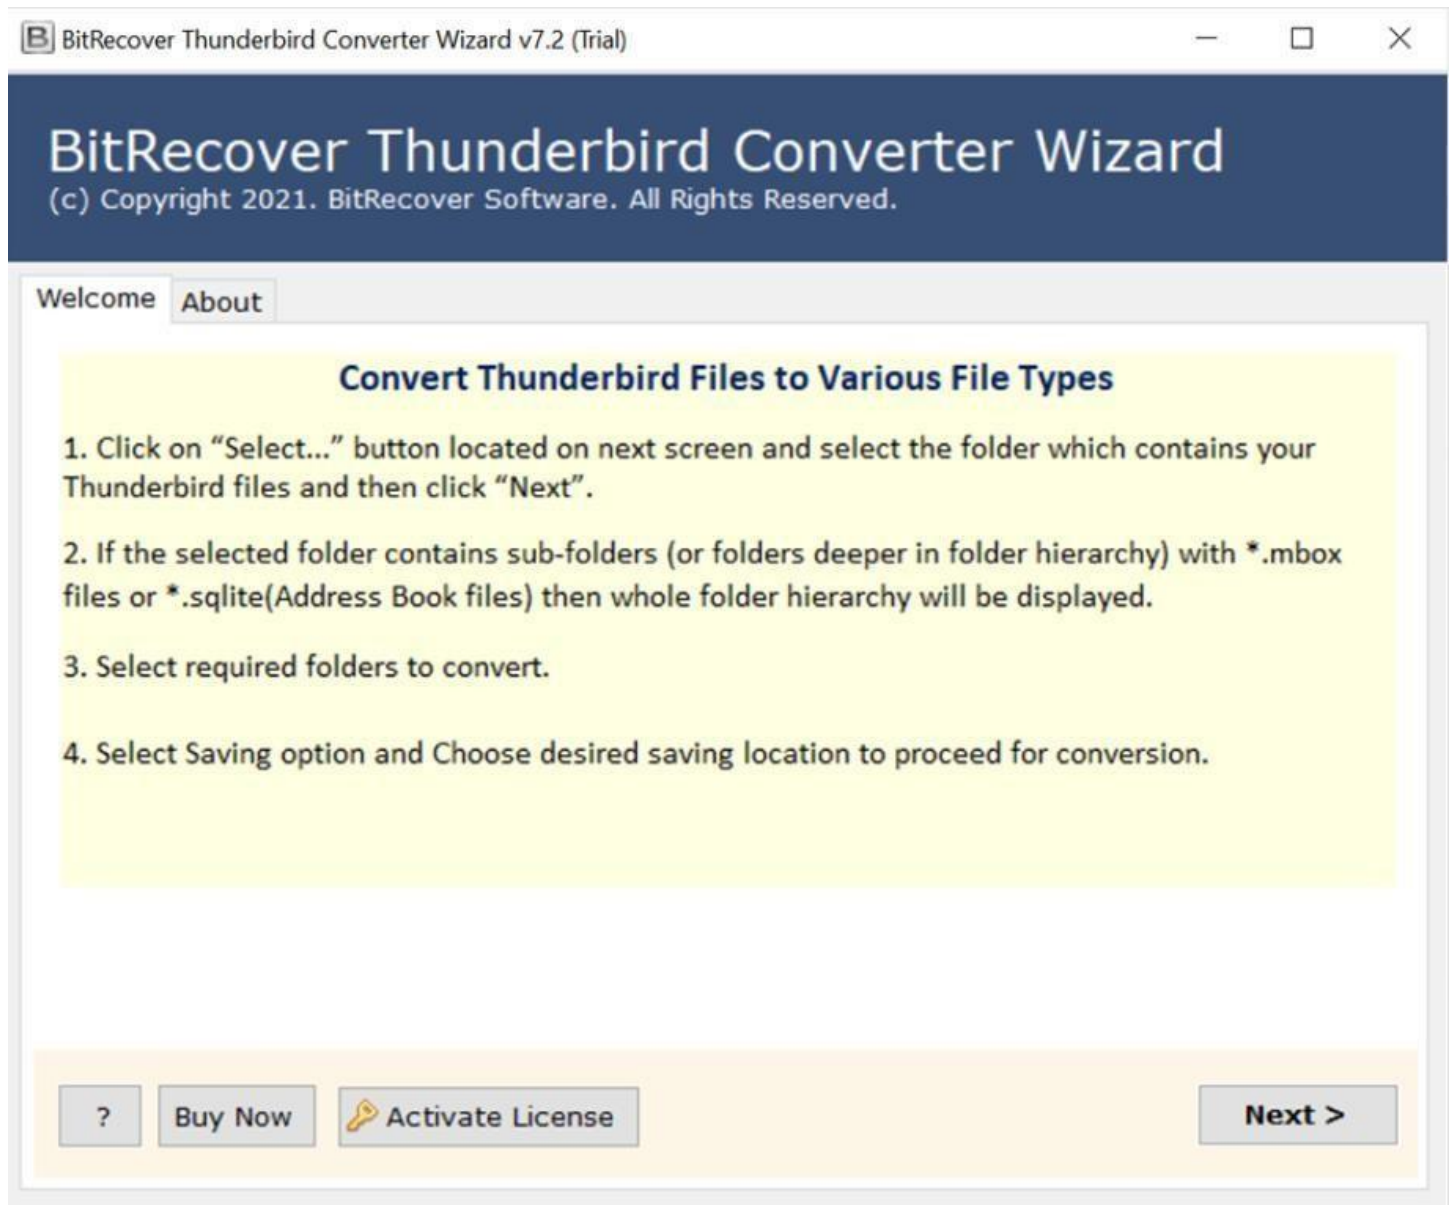 BitRecover Thunderbird Converter Wizard v7.2 (Trial)
BitRecover Thunderbird Converter Wizard
(c) Copyright 2021. BitRecover Software. All Rights Reserved.
Welcome About
Convert Thunderbird Files to Various File Types
1. Click on “Select...” button located on next screen and select the folder which contains your
Thunderbird files and then click “Next”.
2. If the selected folder contains sub-folders (or folders deeper in folder hierarchy) with *.mbox
files or *.sqlite(Address Book files) then whole folder hierarchy will be displayed.
3. Select required folders to convert.
4. Select Saving option and Choose desired saving location to proceed for conversion.
? Buy Now Activate License Next >